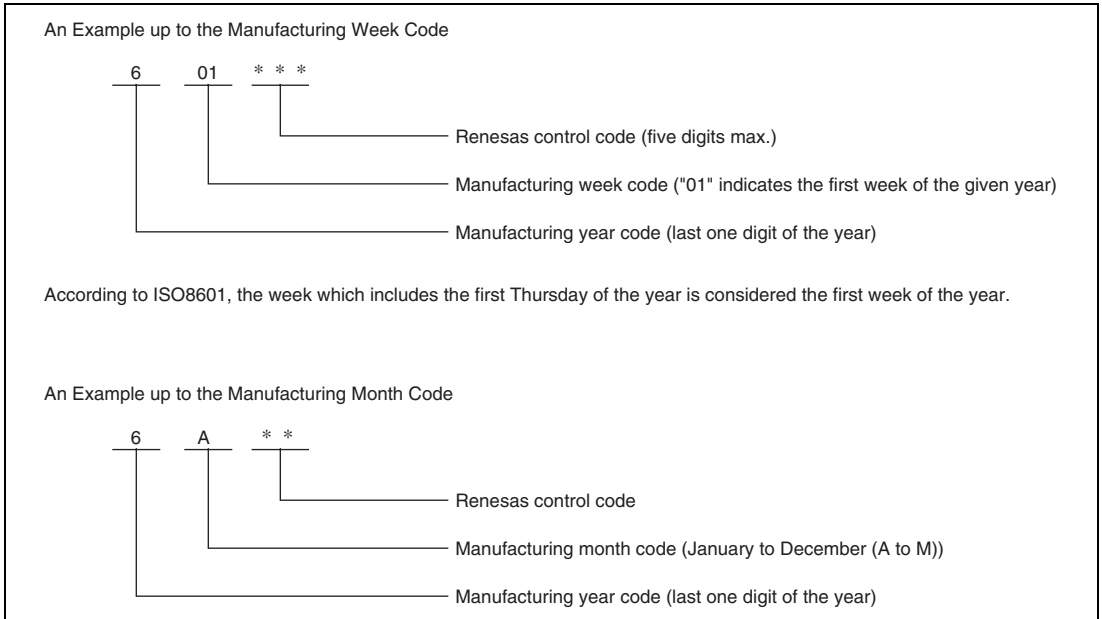 An Example up to the Manufacturing Week Code
6 01 * * *
Renesas control code (five digits max.)
Manufacturing week code ("01" indicates the first week of the given year)
Manufacturing year code (last one digit of the year)
According to ISO8601, the week which includes the first Thursday of the year is considered the first week of the year.
An Example up to the Manufacturing Month Code
6 A * *
Renesas control code
Manufacturing month code (January to December (A to M))
Manufacturing year code (last one digit of the year)